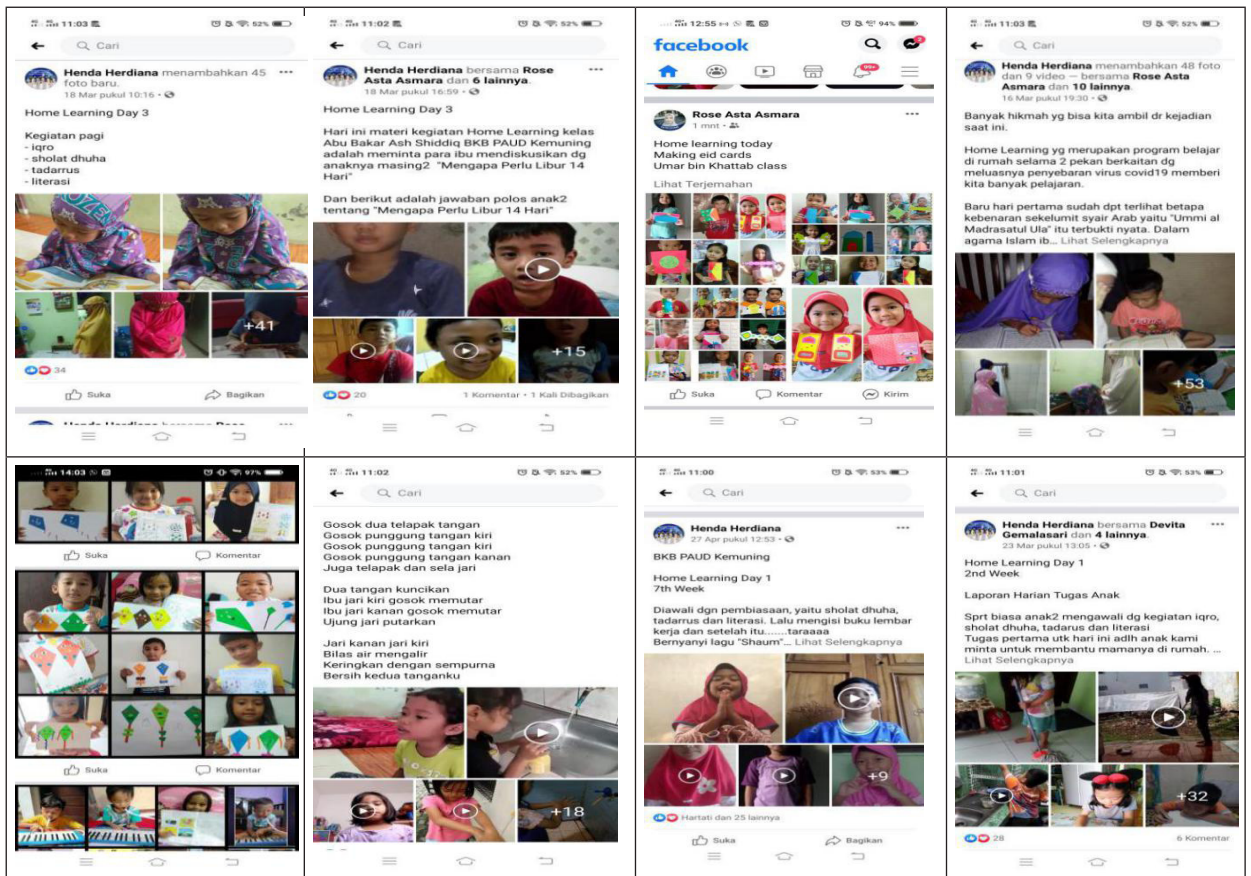 11:03
52%
Cari
Henda Herdiana menambahkan 45
foto baru.
18 Mar pukul 10:16
Home Learning Day 3
Kegiatan pagi
- iqro
- sholat dhuha
- tadarrus
- literasi
+41
34
Suka
Bagikan
11:02
52%
Cari
Henda Herdiana bersama Rose
Asta Asmara dan 6 lainnya.
18 Mar pukul 16:59
Home Learning Day 3
Hari ini materi kegiatan Home Learning kelas
Abu Bakar Ash Shiddiq BKB PAUD Kemuning
adalah meminta para ibu mendiskusikan dg
anaknya masing2 "Mengapa Perlu Libur 14
Hari"
Dan berikut adalah jawaban polos anak2
tentang "Mengapa Perlu Libur 14 Hari"
+15
20
1 Komentar • 1 Kali Dibagikan
12:55
94%
facebook
2
99+
Rose Asta Asmara
1 mnt
Home learning today
Making eid cards
Umar bin Khattab class
Lihat Terjemahan
Suka
Komentar
Kirim
11:03
52%
Cari
Henda Herdiana menambahkan 48 foto
dan 9 video — bersama Rose Asta
Asmara dan 10 lainnya.
16 Mar pukul 19:30
Banyak hikmah yg bisa kita ambil dr kejadian
saat ini.
Home Learning yg merupakan program belajar
di rumah selama 2 pekan berkaitan dg
meluasnya penyebaran virus covid19 memberi
kita banyak pelajaran.
Baru hari pertama sudah dpt terlihat betapa
kebenaran sekelumit syair Arab yaitu "Ummi al
Madrasatul Ula" itu terbukti nyata. Dalam
agama Islam ib... Lihat Selengkapnya
+53
14:03
97%
Suka
Komentar
Suka
Komentar
11:02
52%
Cari
Gosok dua telapak tangan
Gosok punggung tangan kiri
Gosok punggung tangan kiri
Gosok punggung tangan kanan
Juga telapak dan sela jari
Dua tangan kuncikan
Ibu jari kiri gosok memutar
Ibu jari kanan gosok memutar
Ujung jari putarkan
Jari kanan jari kiri
Bilas air mengalir
Keringkan dengan sempurna
Bersih kedua tanganku
+18
11:00
53%
Cari
Henda Herdiana
27 Apr pukul 12:53
BKB PAUD Kemuning
Home Learning Day 1
7th Week
Diawali dgn pembiasaan, yaitu sholat dhuha,
tadarrus dan literasi. Lalu mengisi buku lembar
kerja dan setelah itu.......taraaaa
Bernyanyi lagu "Shaum"... Lihat Selengkapnya
+9
Hartati dan 25 lainnya
Suka
Bagikan
11:01
53%
Cari
Henda Herdiana bersama Devita
Gemalasari dan 4 lainnya.
23 Mar pukul 13:05
Home Learning Day 1
2nd Week
Laporan Harian Tugas Anak
Sprt biasa anak2 mengawali dg kegiatan iqro,
sholat dhuha, tadarus dan literasi
Tugas pertama utk hari ini adlh anak kami
minta untuk membantu mamanya di rumah. ...
Lihat Selengkapnya
+32
28
6 Komentar